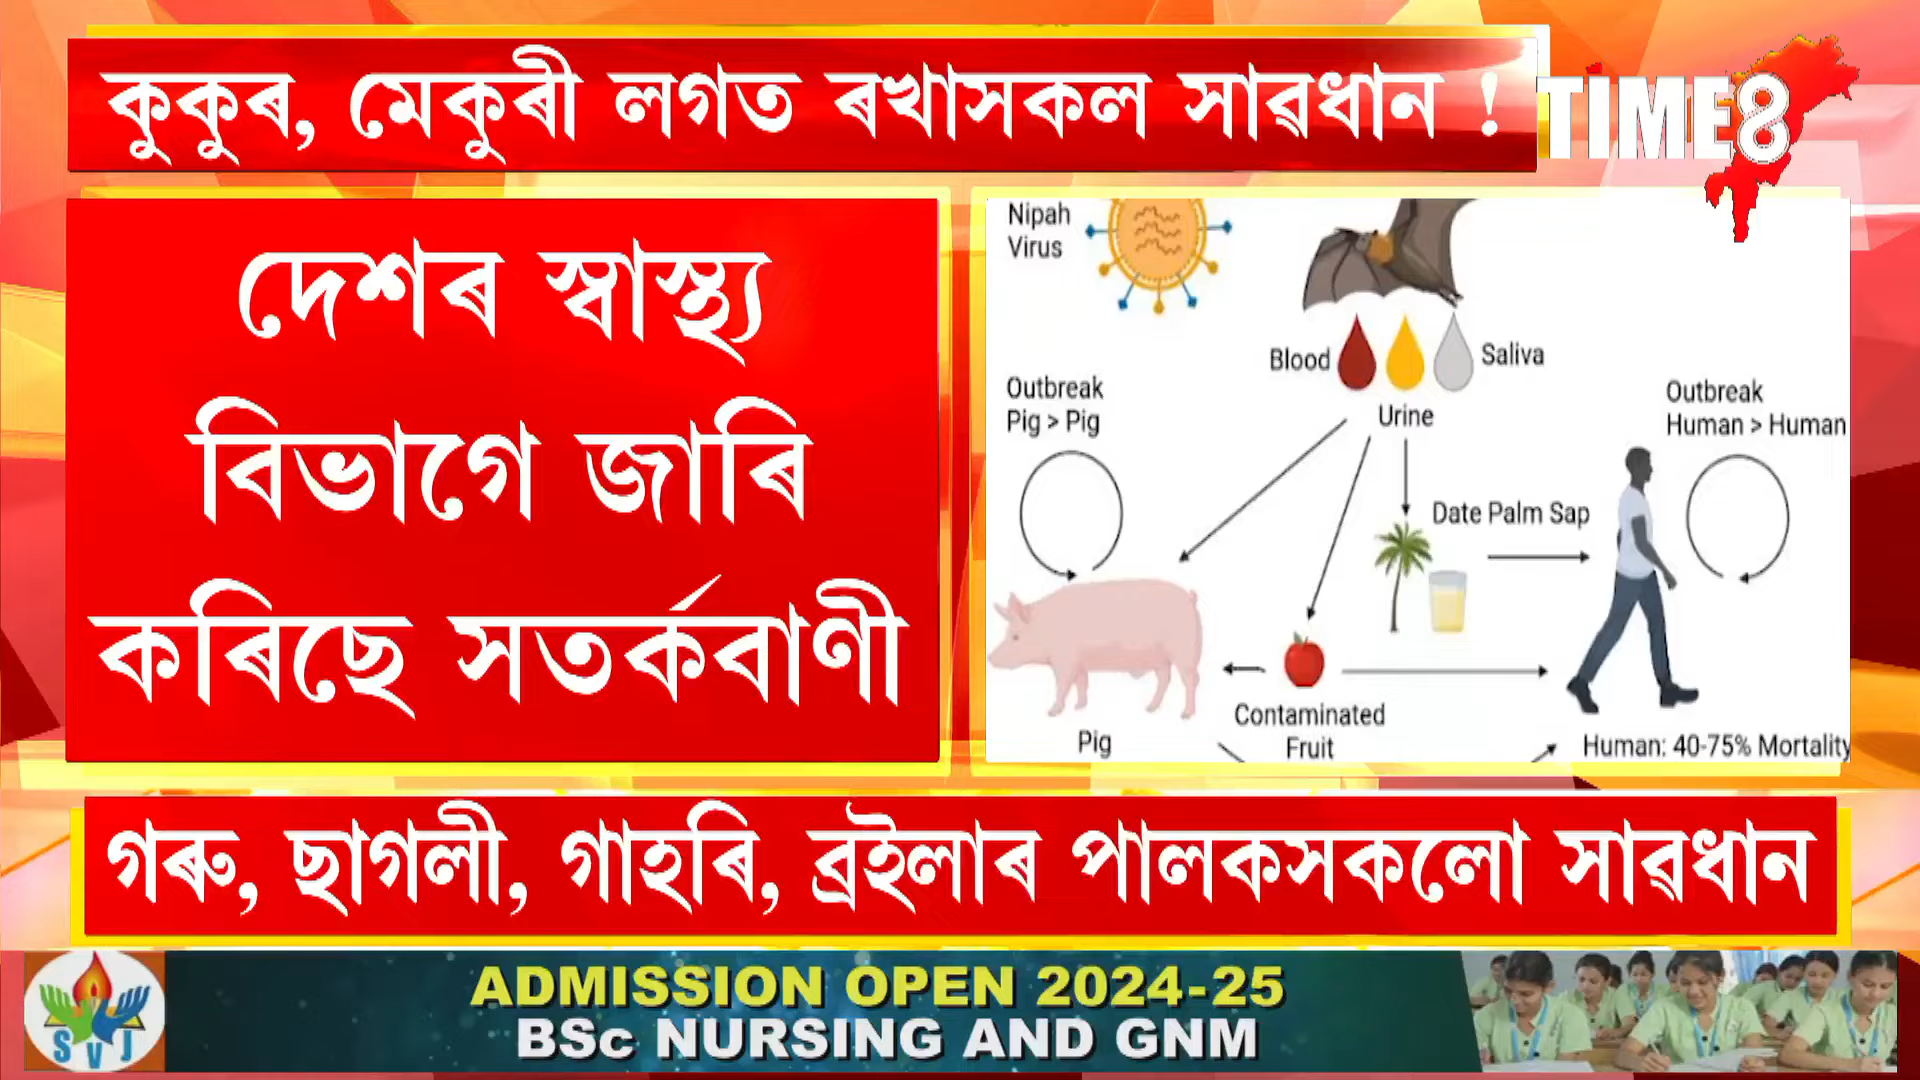 কুকুৰ, মেকুৰী লগত ৰখাসকল সাৱধান !
TIME8
দেশৰ স্বাস্থ্য
বিভাগে জাৰি
কৰিছে সতৰ্কবাণী
Nipah
Virus
Blood
Saliva
Urine
Outbreak
Pig > Pig
Outbreak
Human > Human
Date Palm Sap
Contaminated
Fruit
Pig
Human: 40-75% Mortality
গৰু, ছাগলী, গাহৰি, ব্ৰইলাৰ পালকসকলো সাৱধান
SVJ
ADMISSION OPEN 2024-25
BSc NURSING AND GNM